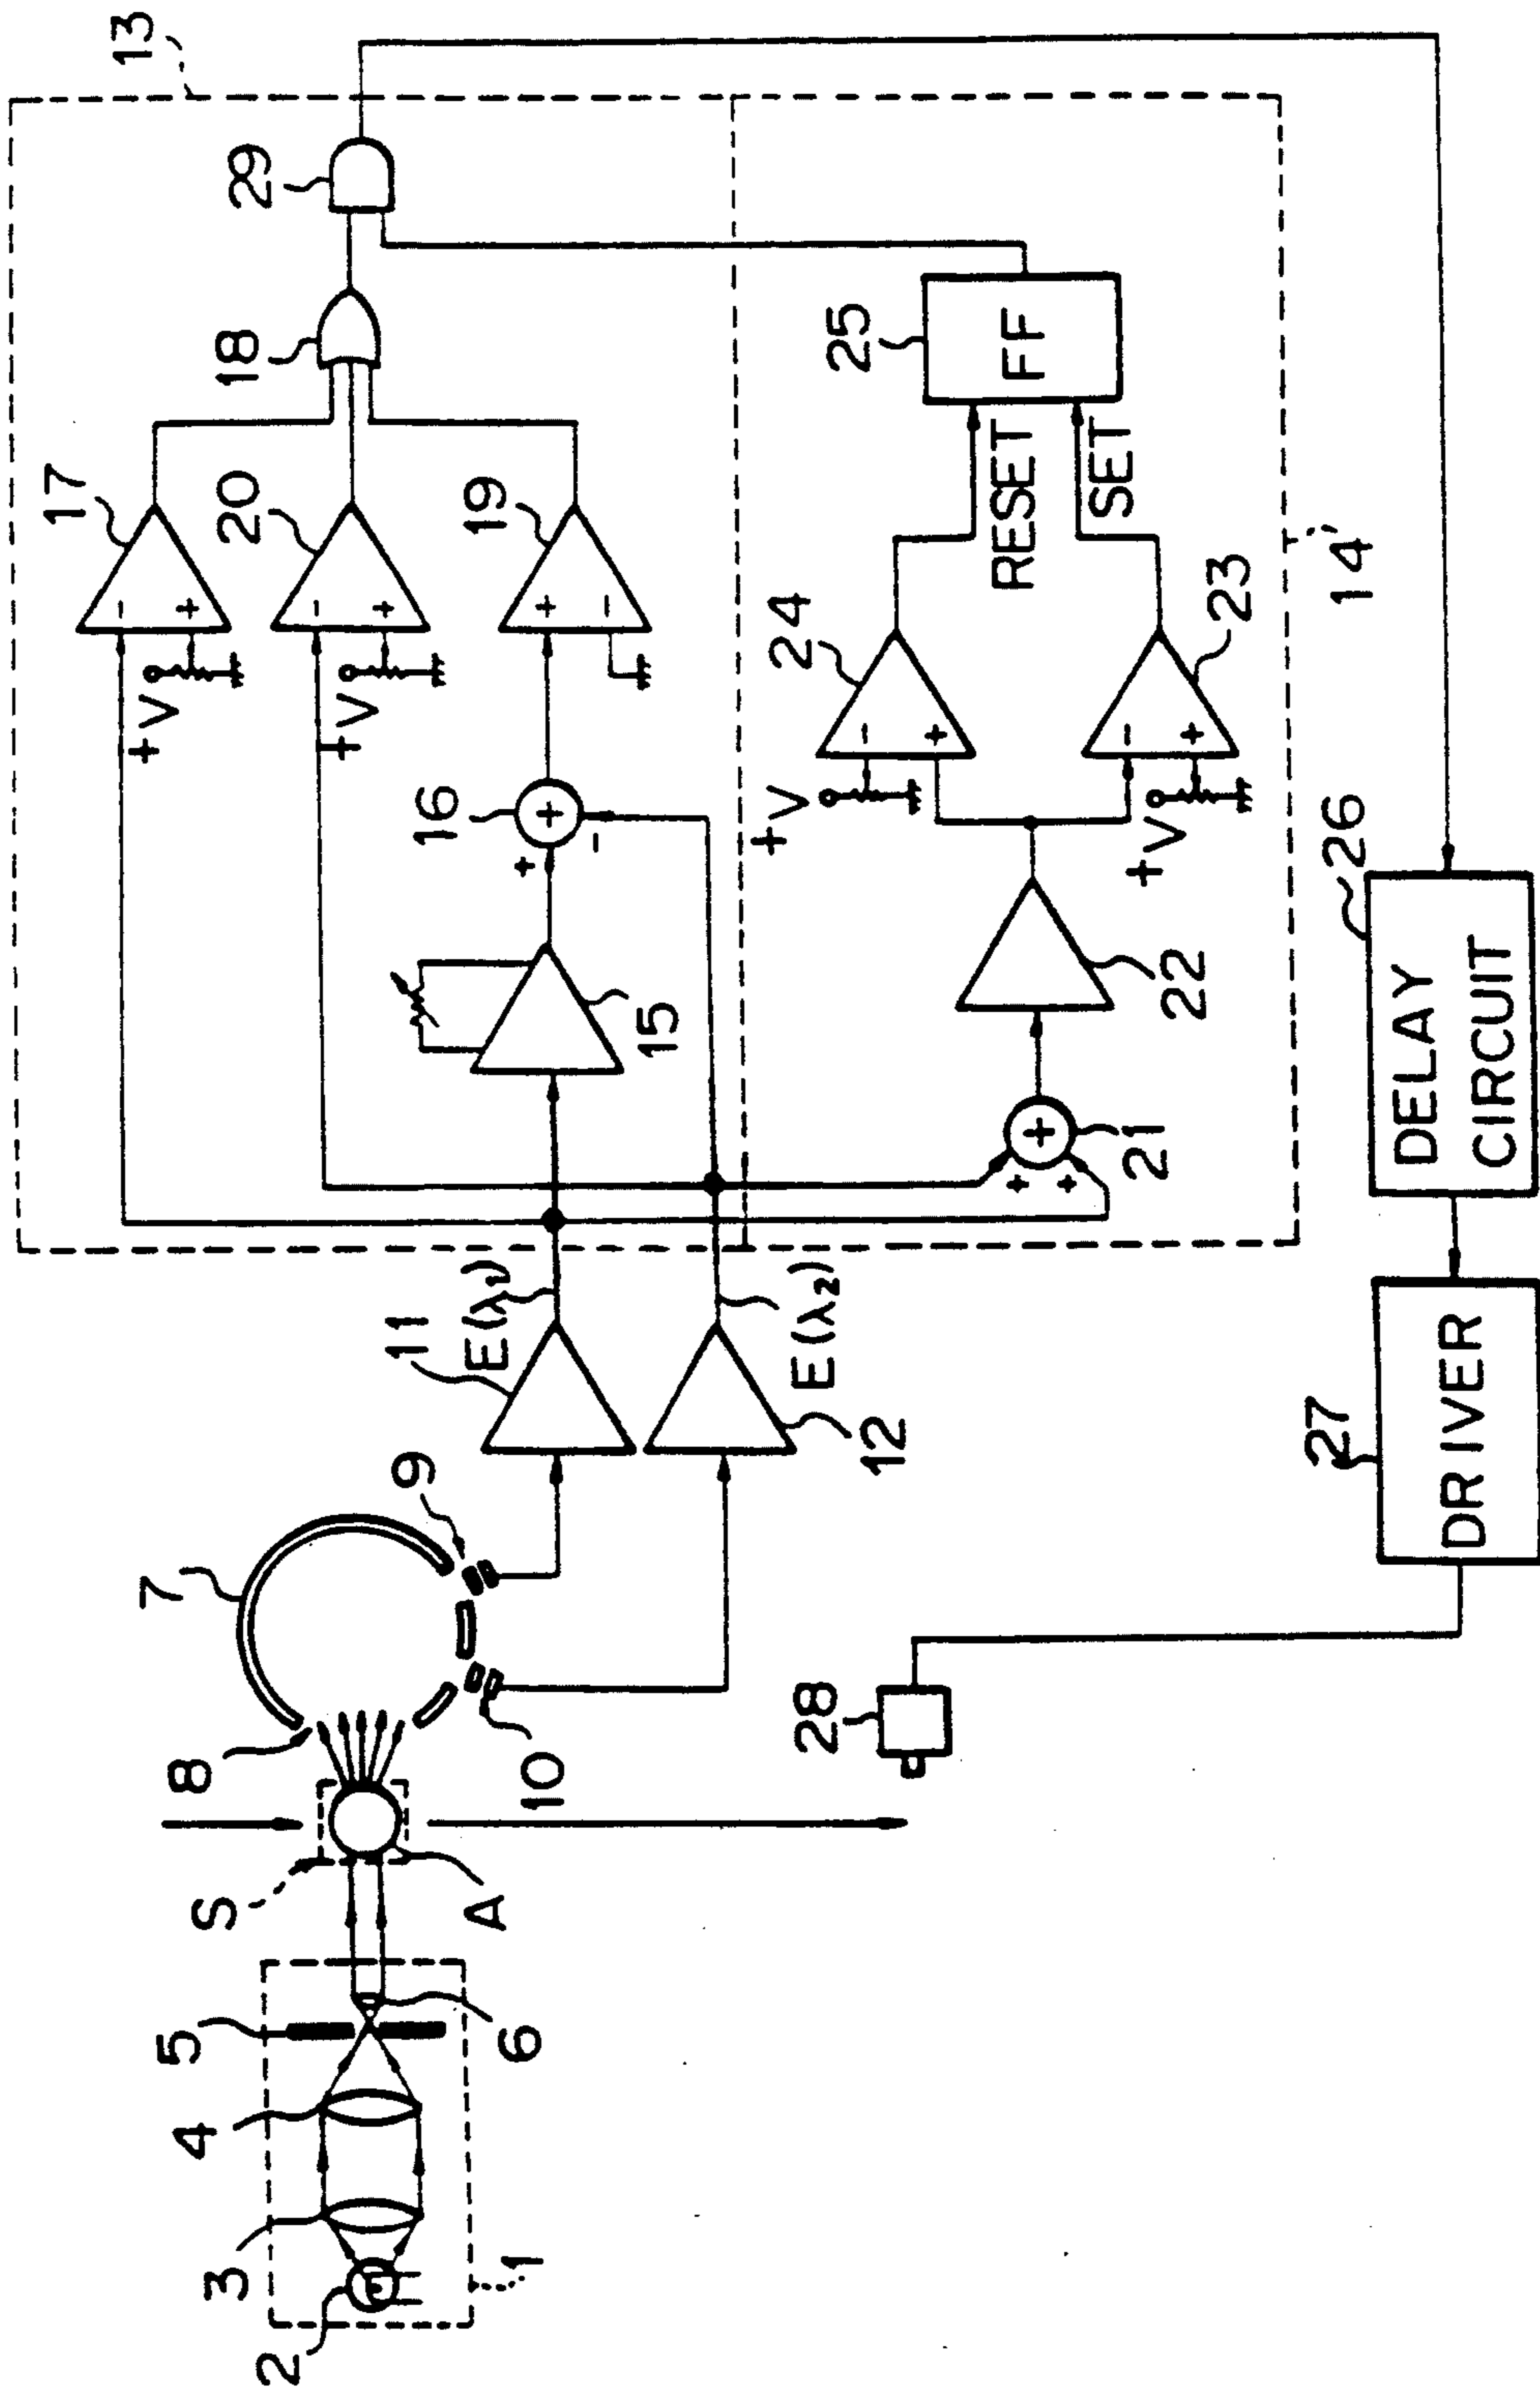 13
29
18
17
20
19
- +
- +
+ -
+V
+V
16
+ + -
15
25
FF
RESET
SET
24
23
- +
- +
+V
+V
22
21
+ + +
14'
11
E(λ1)
E(λ2)
12
9
7
8
10
S
A
5
6
4
3
2
1
28
26
DELAY
CIRCUIT
27
DRIVER